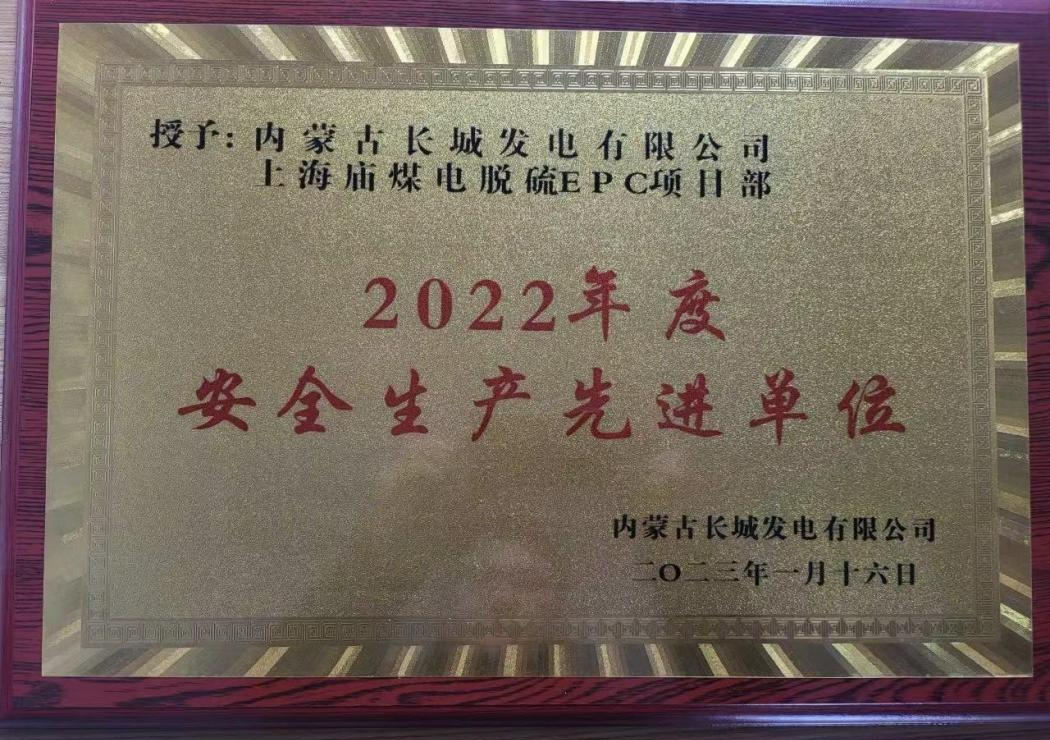 授予:内蒙古长城发电有限公司
上海庙煤电脱硫EPC项目部
2022年度
安全生产先进单位
内蒙古长城发电有限公司
二〇二三年一月十六日